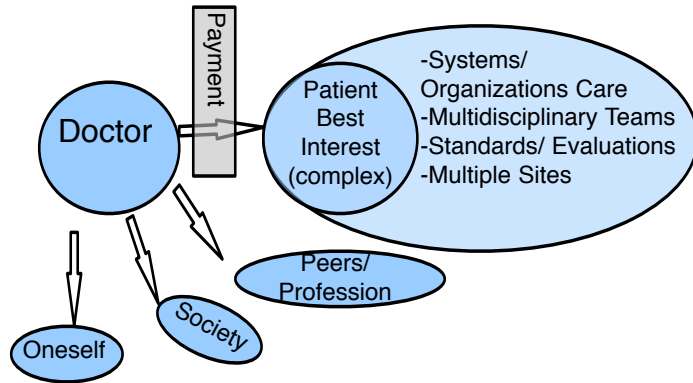 Doctor
Payment
Patient
Best
Interest
(complex)
-Systems/
Organizations Care
-Multidisciplinary Teams
-Standards/ Evaluations
-Multiple Sites
Peers/
Profession
Society
Oneself